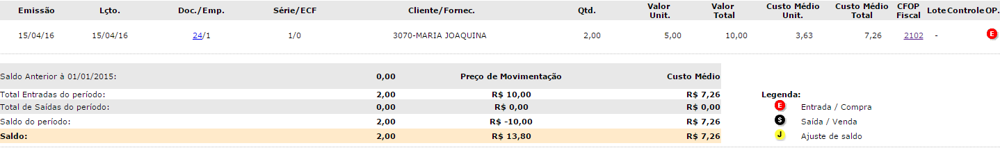 Emissão Lçto. Doc./Emp. Série/ECF Cliente/Fornec. Qtd. Valor Unit. Valor Total Custo Médio Unit. Custo Médio Total CFOP Fiscal Lote Controle OP.
15/04/16 15/04/16 24/1 1/0 3070-MARIA JOAQUINA 2,00 5,00 10,00 3,63 7,26 2102 - E
Saldo Anterior à 01/01/2015: 0,00 Preço de Movimentação Custo Médio
Total Entradas do período: 2,00 R$ 10,00 R$ 7,26 Legenda:
Total de Saídas do período: 0,00 R$ 0,00 R$ 0,00 E Entrada / Compra
Saldo do período: 2,00 R$ -10,00 R$ 7,26 S Saída / Venda
Saldo: 2,00 R$ 13,80 R$ 7,26 J Ajuste de saldo